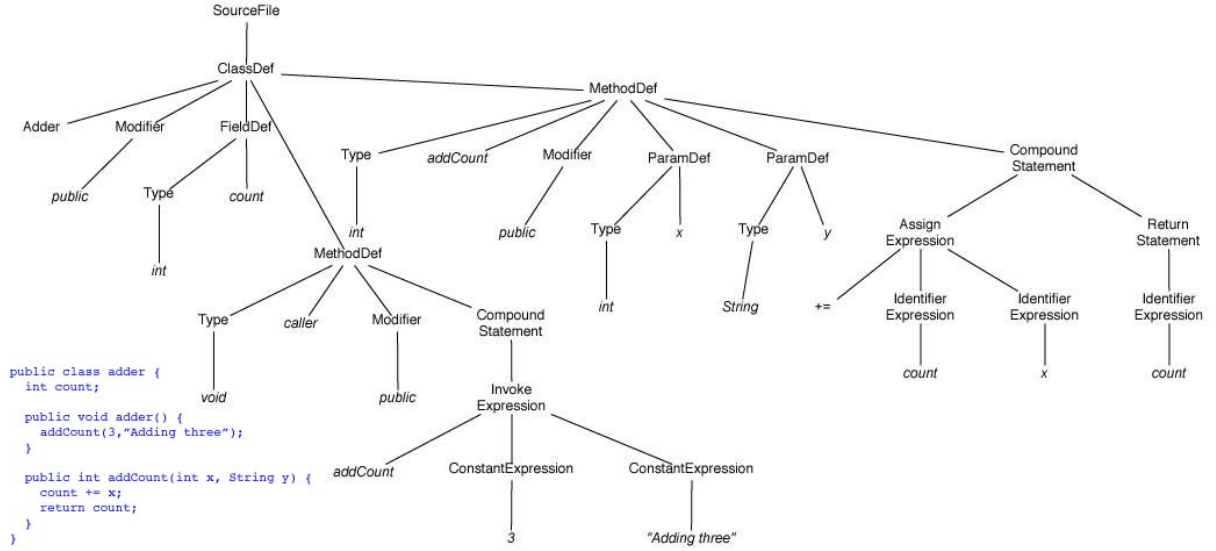 SourceFile
ClassDef
MethodDef
Adder
Modifier
FieldDef
Type
addCount
Modifier
ParamDef
ParamDef
Compound
Statement
public
Type
count
int
public
Type
x
Type
y
Assign
Expression
Return
Statement
int
MethodDef
int
String
+=
Identifier
Expression
Identifier
Expression
Identifier
Expression
Type
caller
Modifier
Compound
Statement
count
x
count
void
public
Invoke
Expression
addCount
ConstantExpression
ConstantExpression
3
"Adding three"
public class adder {
int count;
public void adder() {
addCount(3,"Adding three");
}
public int addCount(int x, String y) {
count += x;
return count;
}
}